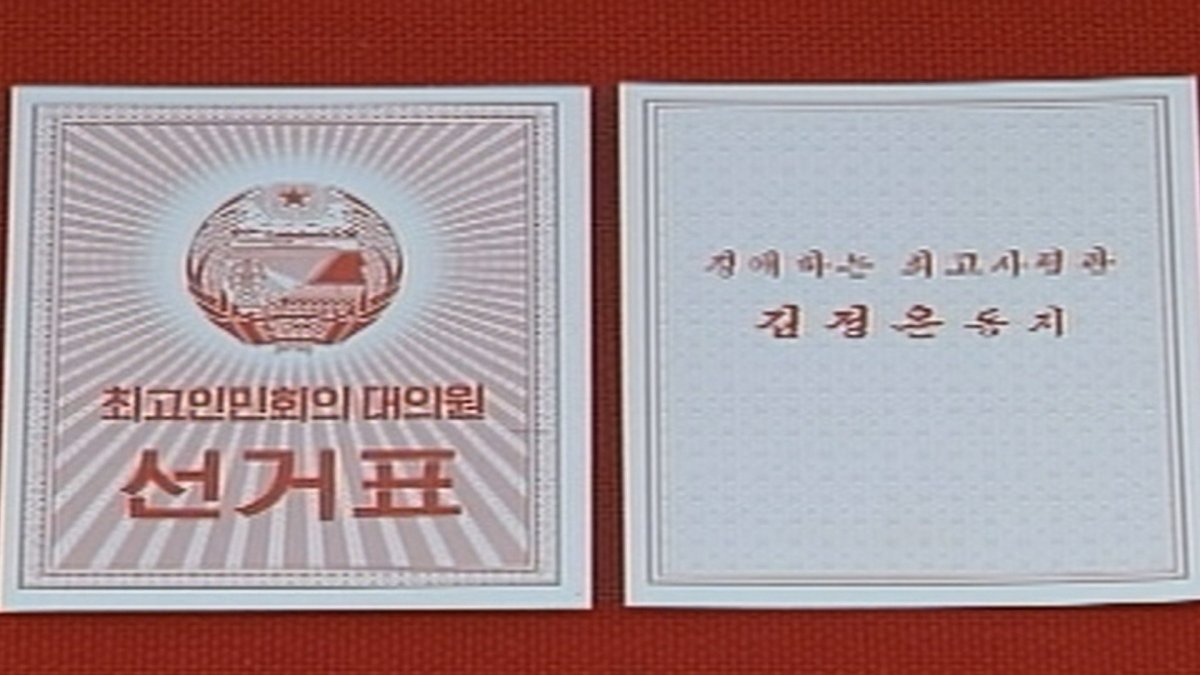 최고인민회의 대의원
선거표
경애하는 최고사령관
김정은동지